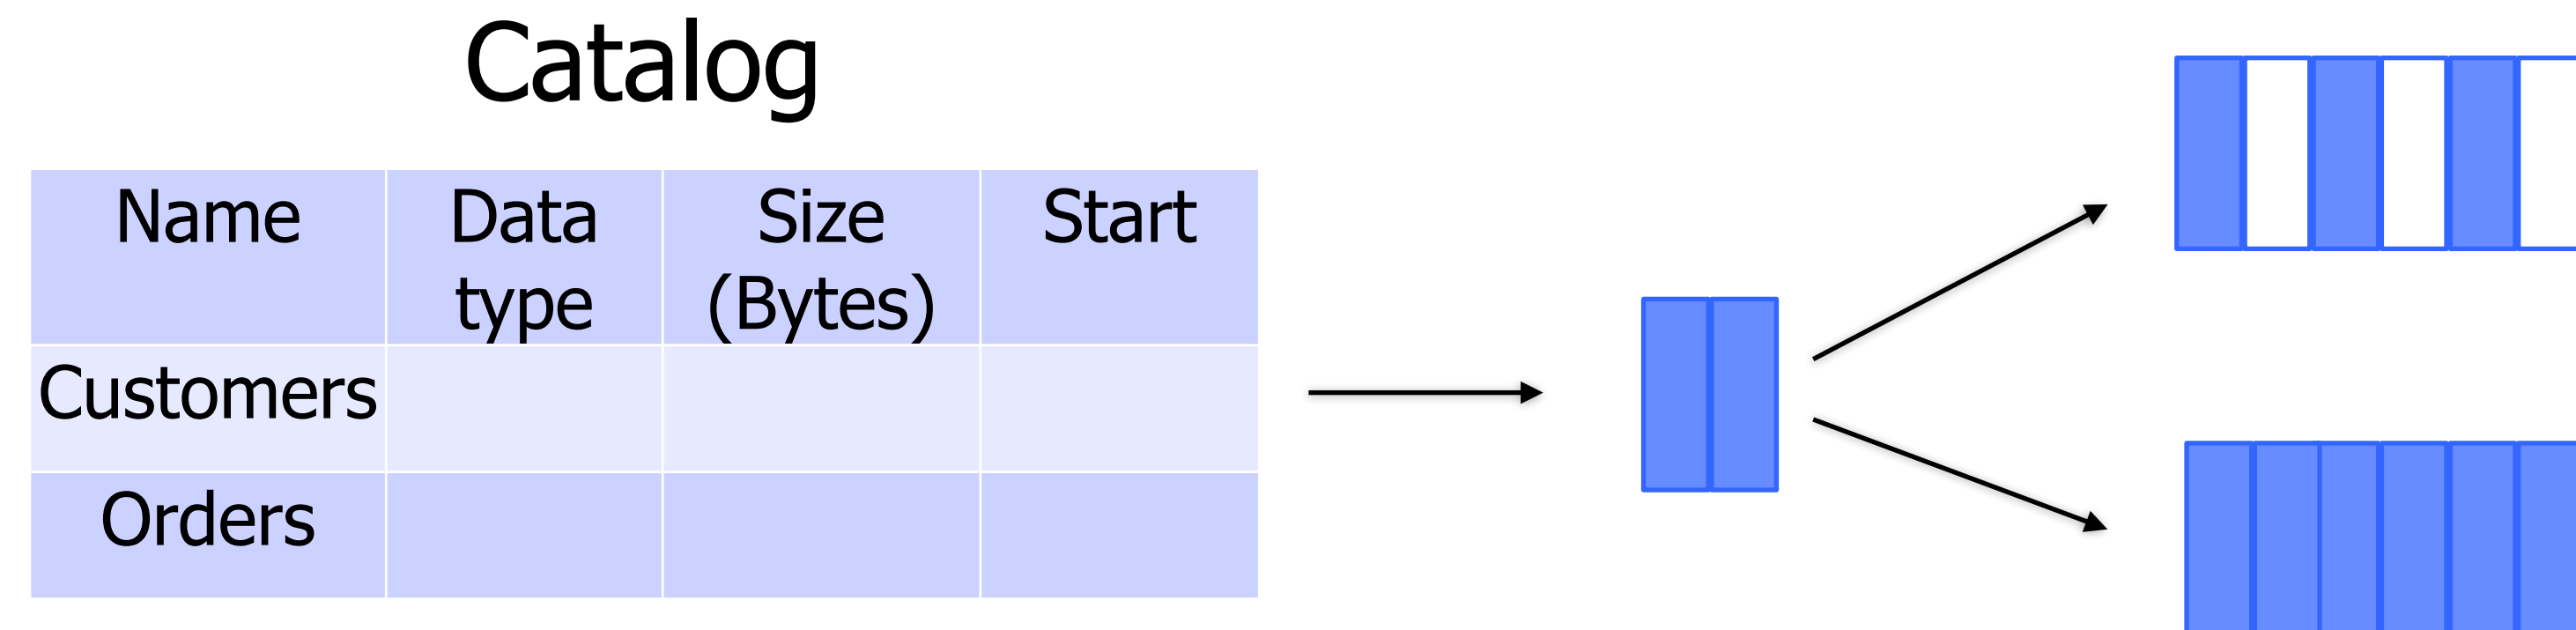 Catalog
Name Data Size Start
type (Bytes)
Customers
Orders